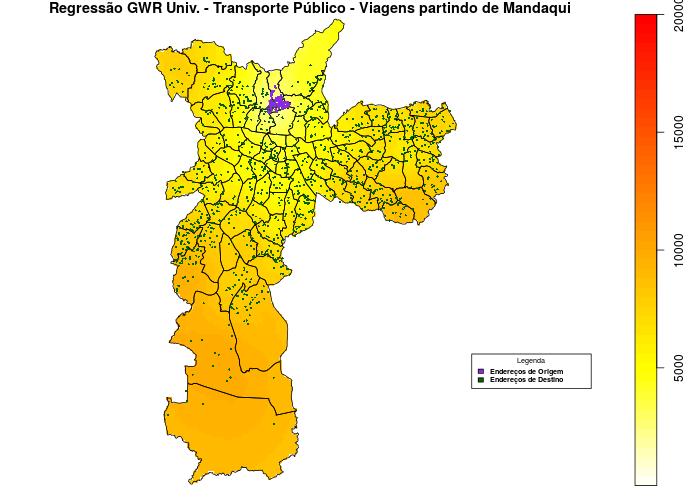 Regressão GWR Univ. - Transporte Público - Viagens partindo de Mandaqui
20000
15000
10000
5000
Legenda
Endereços de Origem
Endereços de Destino